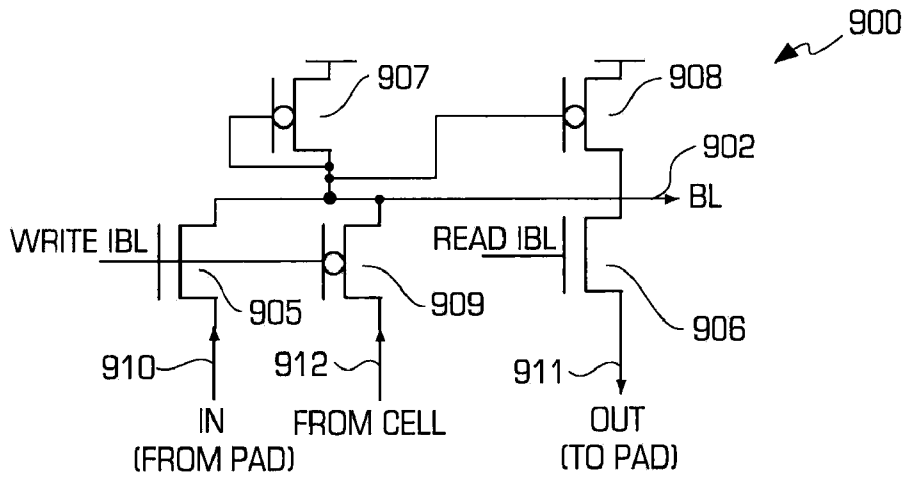 900
907
908
902
BL
WRITE IBL
READ IBL
905
909
906
910
912
911
IN
(FROM PAD)
FROM CELL
OUT
(TO PAD)